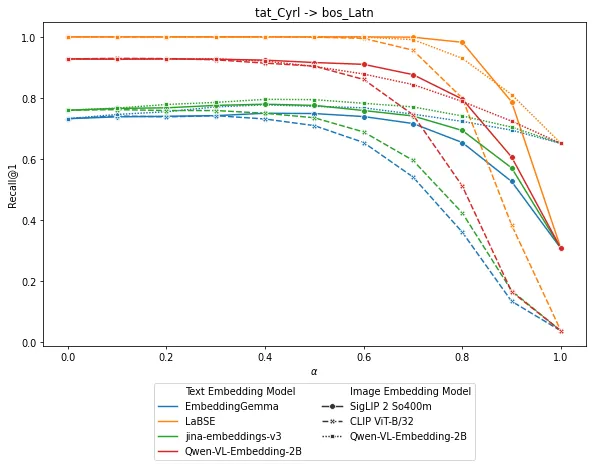 tat_Cyrl -> bos_Latn
Recall@1
1.0
0.8
0.6
0.4
0.2
0.0
0.0 0.2 0.4 0.6 0.8 1.0
α
Text Embedding Model
EmbeddingGemma
LaBSE
jina-embeddings-v3
Qwen-VL-Embedding-2B
Image Embedding Model
SigLIP 2 So400m
CLIP ViT-B/32
Qwen-VL-Embedding-2B